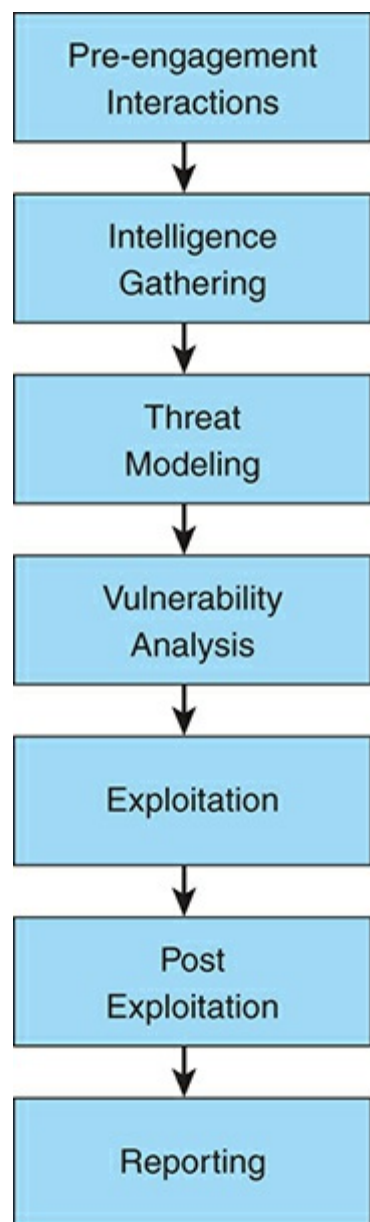 Pre-engagement
Interactions
Intelligence
Gathering
Threat
Modeling
Vulnerability
Analysis
Exploitation
Post
Exploitation
Reporting